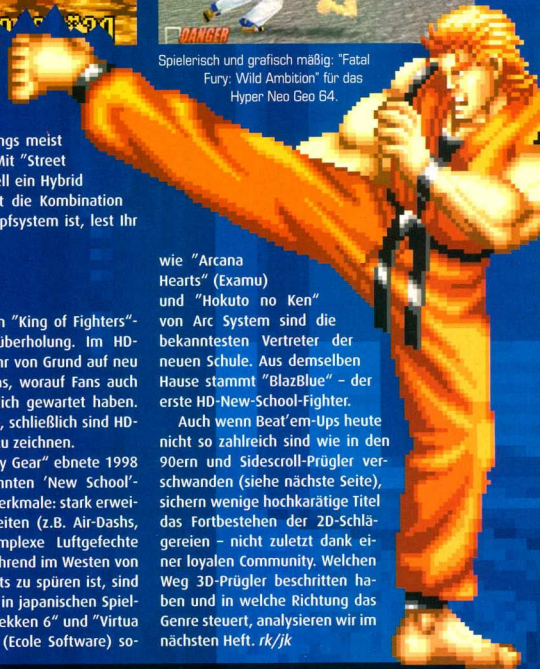 DANGER
Spielerisch und grafisch mäßig: "Fatal
Fury: Wild Ambition" für das
Hyper Neo Geo 64.
ngs meist
Mit "Street
ell ein Hybrid
t die Kombination
pfsystem ist, lest Ihr
n "King of Fighters"-
überholung. Im HD-
hr von Grund auf neu
as, worauf Fans auch
ich gewartet haben.
, schließlich sind HD-
u zeichnen.
y Gear" ebnete 1998
nnten 'New School'-
erkmale: stark erwei-
eiten (z.B. Air-Dashs,
mplexe Luftgefechte
hrend im Westen von
ts zu spüren ist, sind
in japanischen Spiel-
ekken 6" und "Virtua
(Ecole Software) so-
wie "Arcana
Hearts" (Examu)
und "Hokuto no Ken"
von Arc System sind die
bekanntesten Vertreter der
neuen Schule. Aus demselben
Hause stammt "BlazBlue" – der
erste HD-New-School-Fighter.
Auch wenn Beat'em-Ups heute
nicht so zahlreich sind wie in den
90ern und Sidescroll-Prügler ver-
schwanden (siehe nächste Seite),
sichern wenige hochkarätige Titel
das Fortbestehen der 2D-Schlä-
gereien – nicht zuletzt dank ei-
ner loyalen Community. Welchen
Weg 3D-Prügler beschritten ha-
ben und in welche Richtung das
Genre steuert, analysieren wir im
nächsten Heft. rk/jk